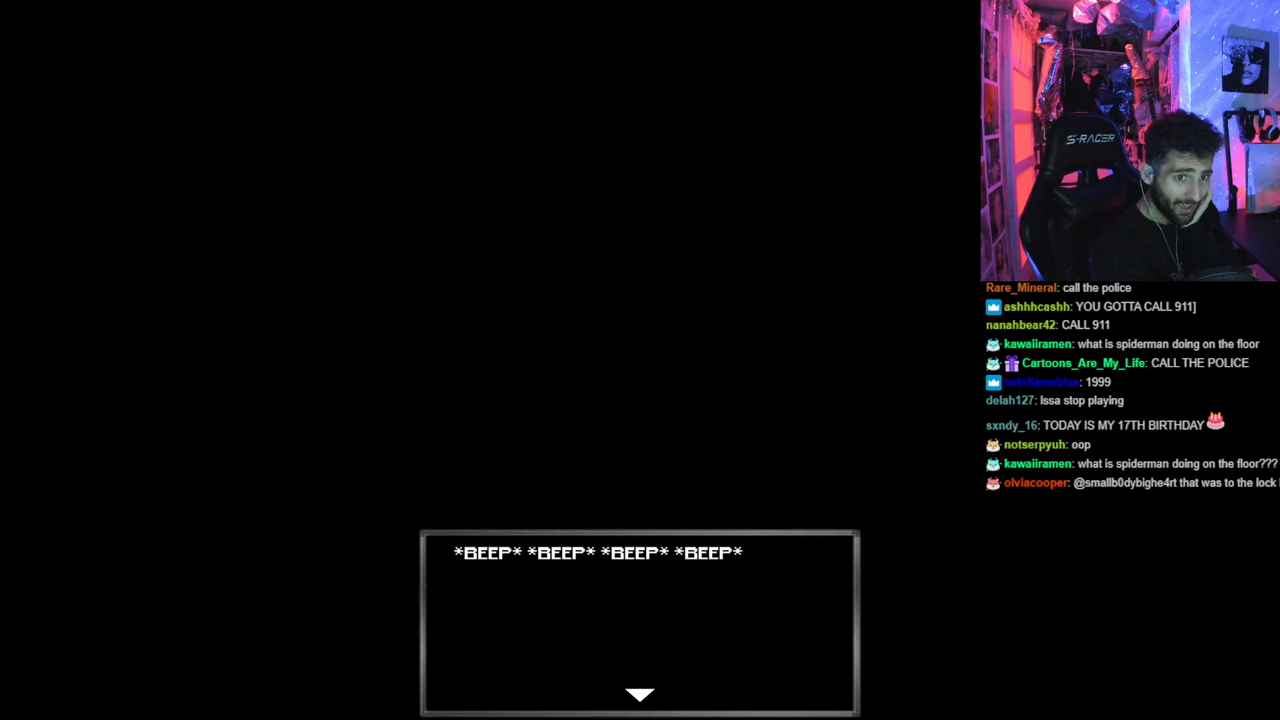 S-RACER
Rare_Mineral: call the police
ashhhcashh: YOU GOTTA CALL 911]
nanahbear42: CALL 911
kawaiiramen: what is spiderman doing on the floor
Cartoons_Are_My_Life: CALL THE POLICE
twinflameblue: 1999
delah127: Issa stop playing
sxndy_16: TODAY IS MY 17TH BIRTHDAY
notserpyuh: oop
kawaiiramen: what is spiderman doing on the floor???
olviacooper: @smallb0dybighe4rt that was to the lock
*BEEP* *BEEP* *BEEP* *BEEP*